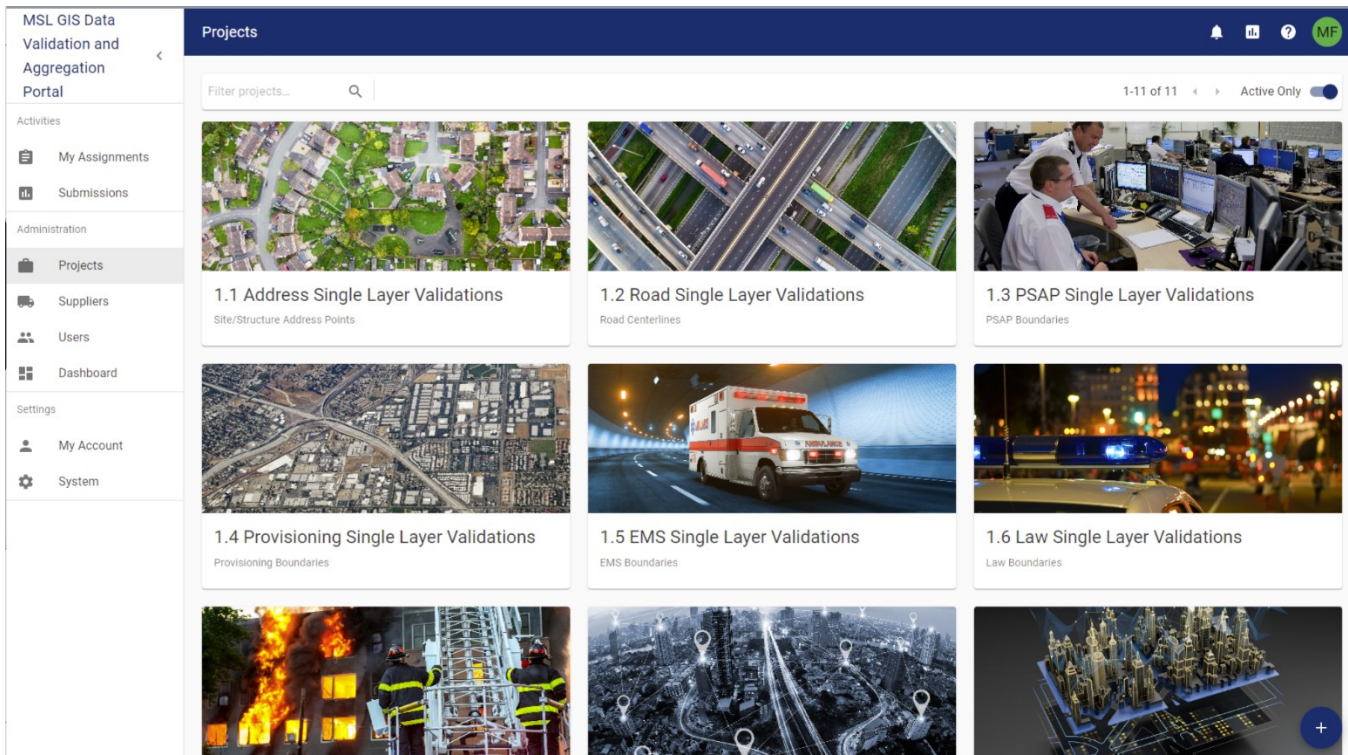 MSL GIS Data
Validation and
Aggregation
Portal
Projects
MF
Filter projects...
1-11 of 11
Active Only
Activities
My Assignments
Submissions
Administration
Projects
Suppliers
Users
Dashboard
Settings
My Account
System
1.1 Address Single Layer Validations
Site/Structure Address Points
1.2 Road Single Layer Validations
Road Centerlines
1.3 PSAP Single Layer Validations
PSAP Boundaries
AMBULANCE
1.4 Provisioning Single Layer Validations
Provisioning Boundaries
1.5 EMS Single Layer Validations
EMS Boundaries
1.6 Law Single Layer Validations
Law Boundaries